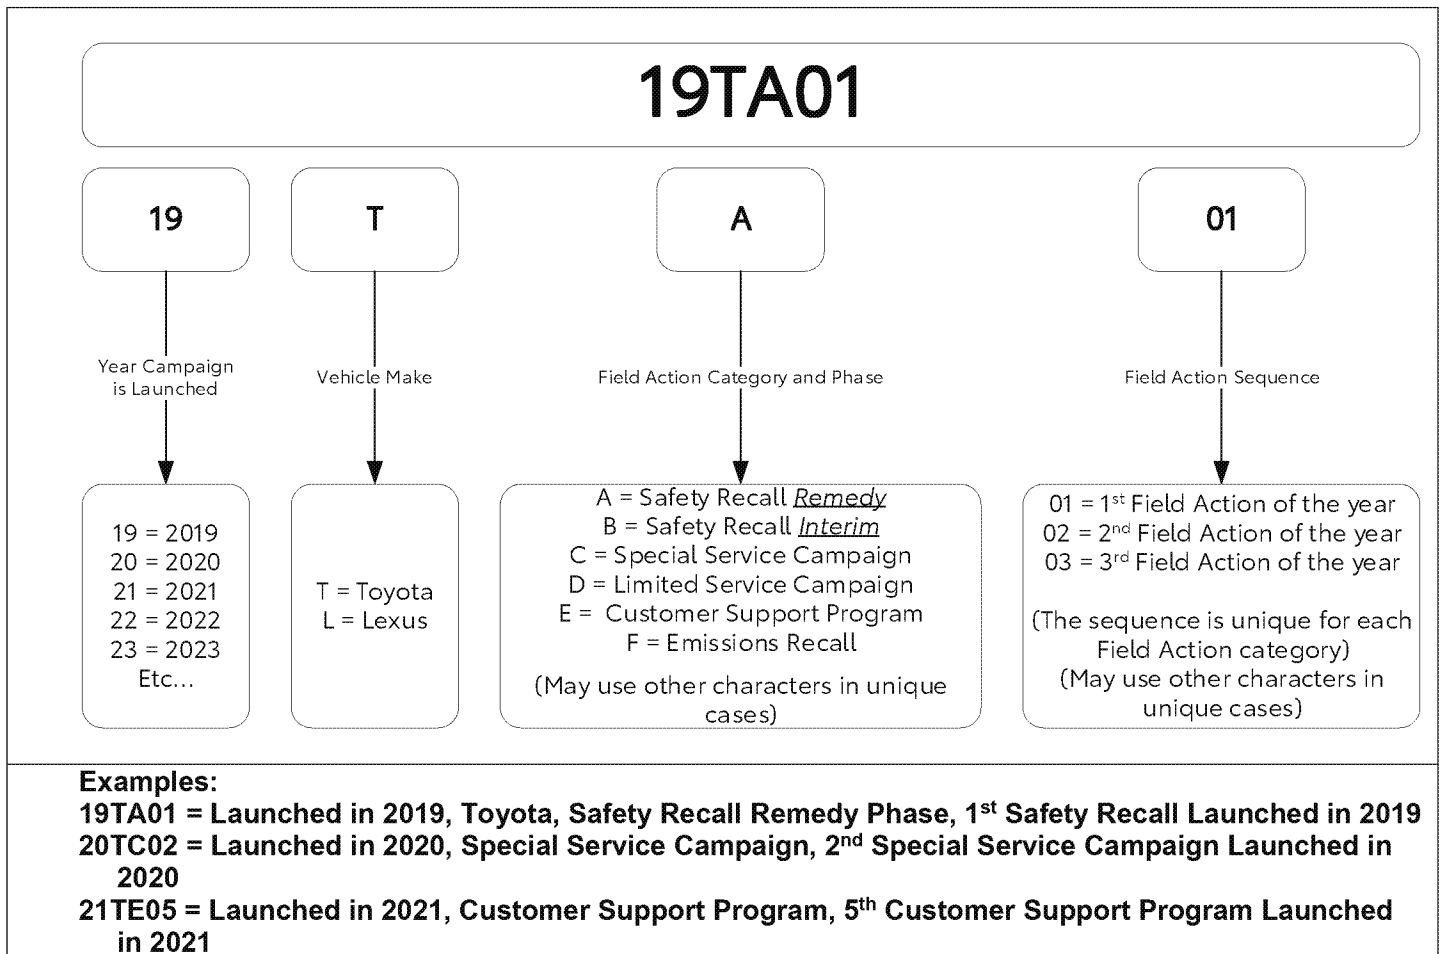 19TA01
19
T
A
01
Year Campaign
is Launched
Vehicle Make
Field Action Category and Phase
Field Action Sequence
19 = 2019
20 = 2020
21 = 2021
22 = 2022
23 = 2023
Etc...
T = Toyota
L = Lexus
A = Safety Recall Remedy
B = Safety Recall Interim
C = Special Service Campaign
D = Limited Service Campaign
E = Customer Support Program
F = Emissions Recall
(May use other characters in unique
cases)
01 = 1st Field Action of the year
02 = 2nd Field Action of the year
03 = 3rd Field Action of the year
(The sequence is unique for each
Field Action category)
(May use other characters in
unique cases)
Examples:
19TA01 = Launched in 2019, Toyota, Safety Recall Remedy Phase, 1st Safety Recall Launched in 2019
20TC02 = Launched in 2020, Special Service Campaign, 2nd Special Service Campaign Launched in
2020
21TE05 = Launched in 2021, Customer Support Program, 5th Customer Support Program Launched
in 2021